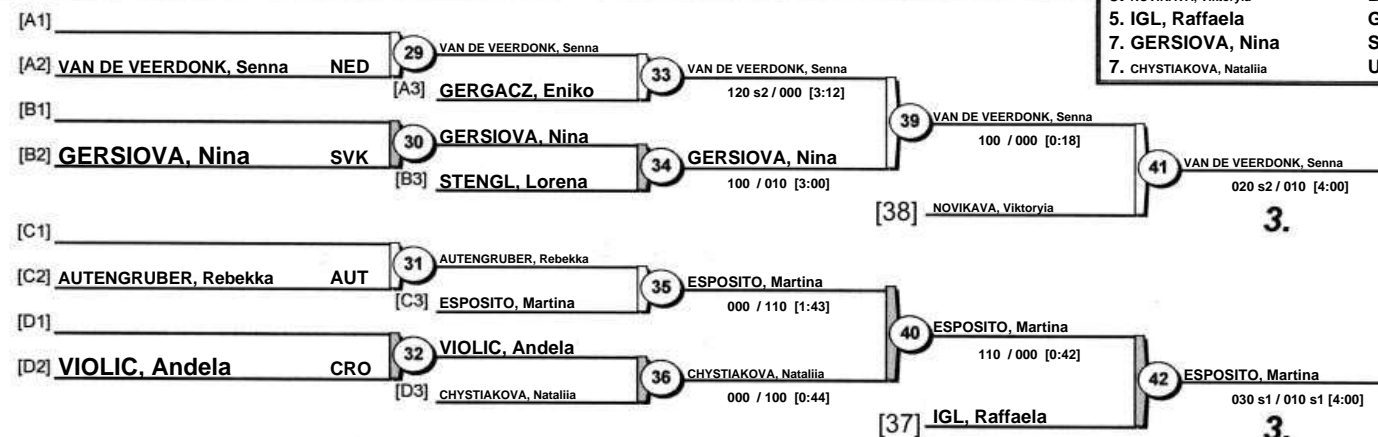 5. IGL, Raffaela G
7. GERSIOVA, Nina S
7. CHYSTIAKOVA, Nataliia U
[A1]
[A2] VAN DE VEERDONK, Senna NED
29
VAN DE VEERDONK, Senna
[A3] GERGACZ, Eniko
33
VAN DE VEERDONK, Senna
120 s2 / 000 [3:12]
[B1]
[B2] GERSIOVA, Nina SVK
30
GERSIOVA, Nina
[B3] STENGL, Lorena
34
GERSIOVA, Nina
100 / 010 [3:00]
39
VAN DE VEERDONK, Senna
100 / 000 [0:18]
[38] NOVIKAVA, Viktoryia
41
VAN DE VEERDONK, Senna
020 s2 / 010 [4:00]
3.
[C1]
[C2] AUTENGRUBER, Rebekka AUT
31
AUTENGRUBER, Rebekka
[C3] ESPOSITO, Martina
35
ESPOSITO, Martina
000 / 110 [1:43]
[D1]
[D2] VIOLIC, Andela CRO
32
VIOLIC, Andela
[D3] CHYSTIAKOVA, Nataliia
36
CHYSTIAKOVA, Nataliia
000 / 100 [0:44]
40
ESPOSITO, Martina
110 / 000 [0:42]
[37] IGL, Raffaela
42
ESPOSITO, Martina
030 s1 / 010 s1 [4:00]
3.